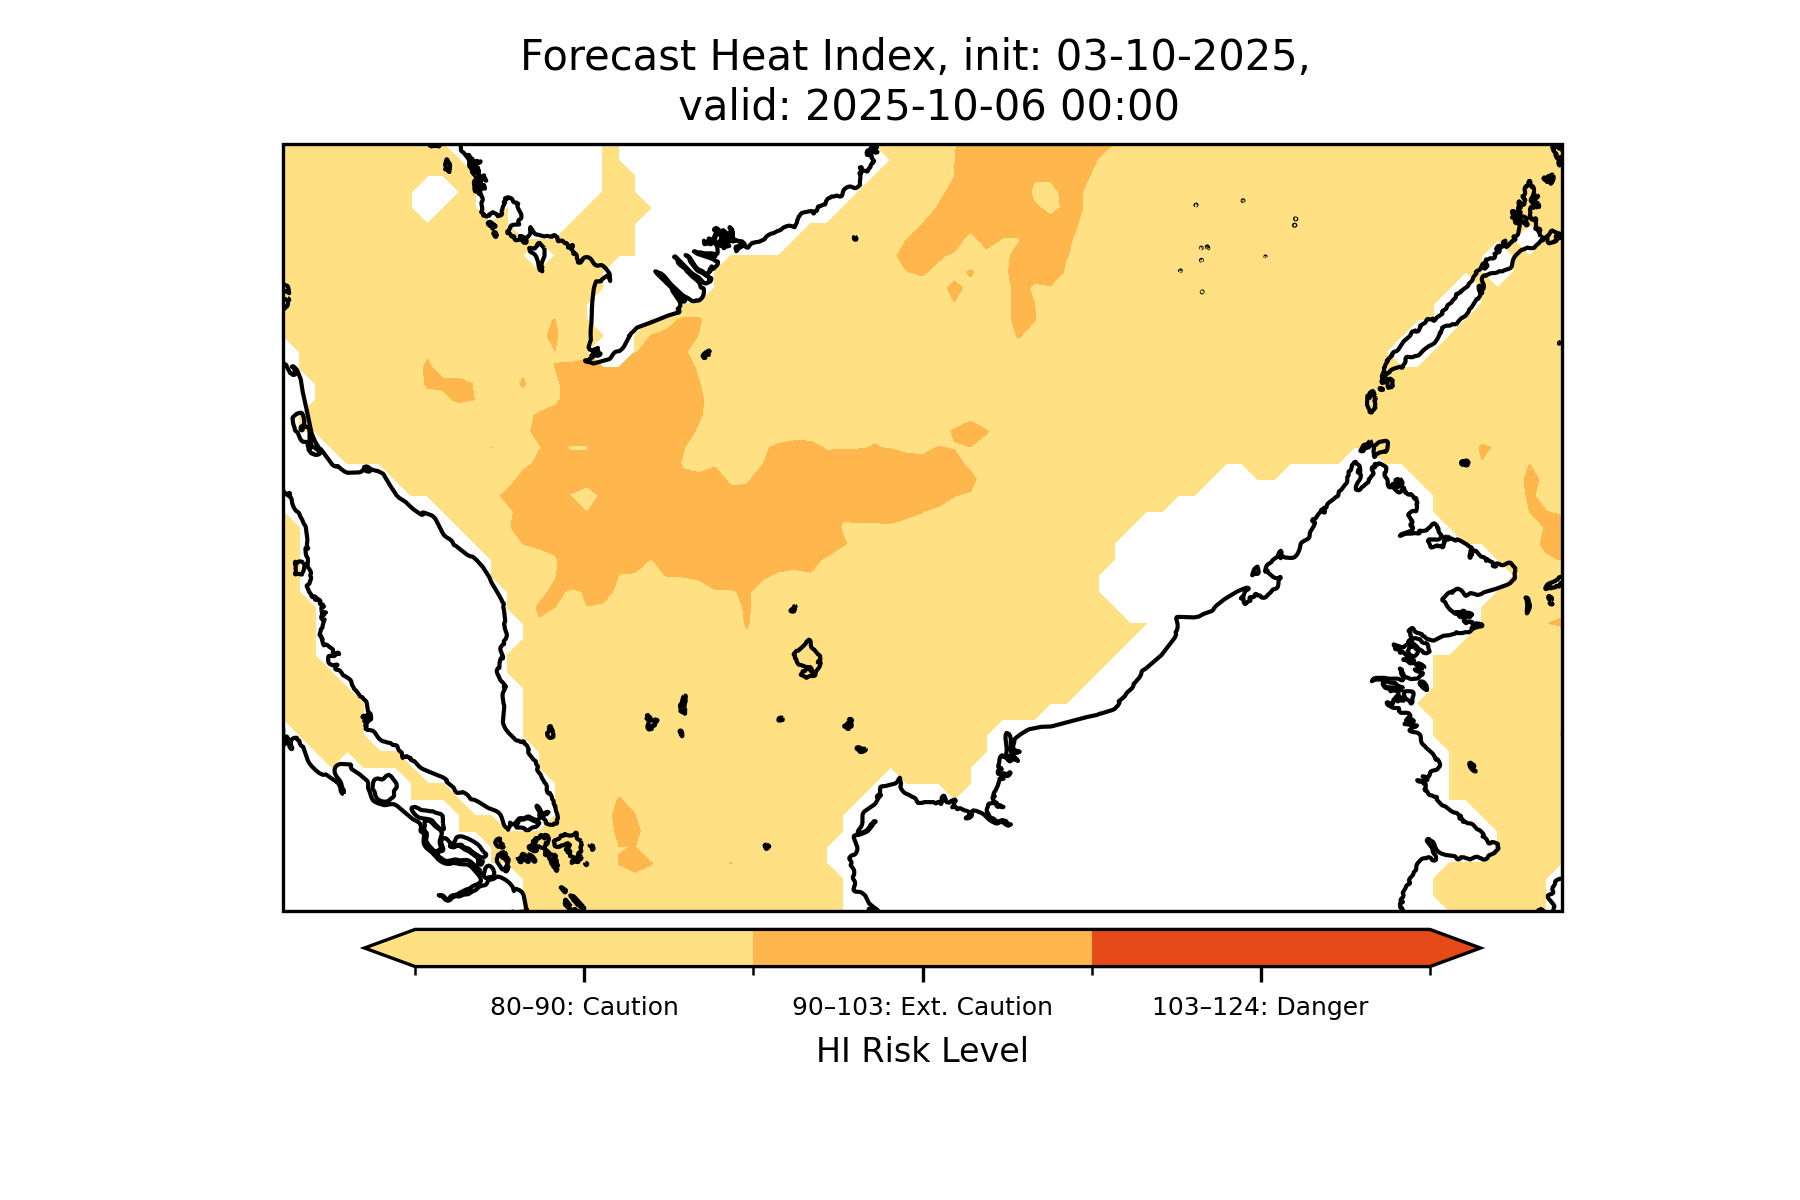 Forecast Heat Index, init: 03-10-2025,
valid: 2025-10-06 00:00
80–90: Caution
90–103: Ext. Caution
103–124: Danger
HI Risk Level